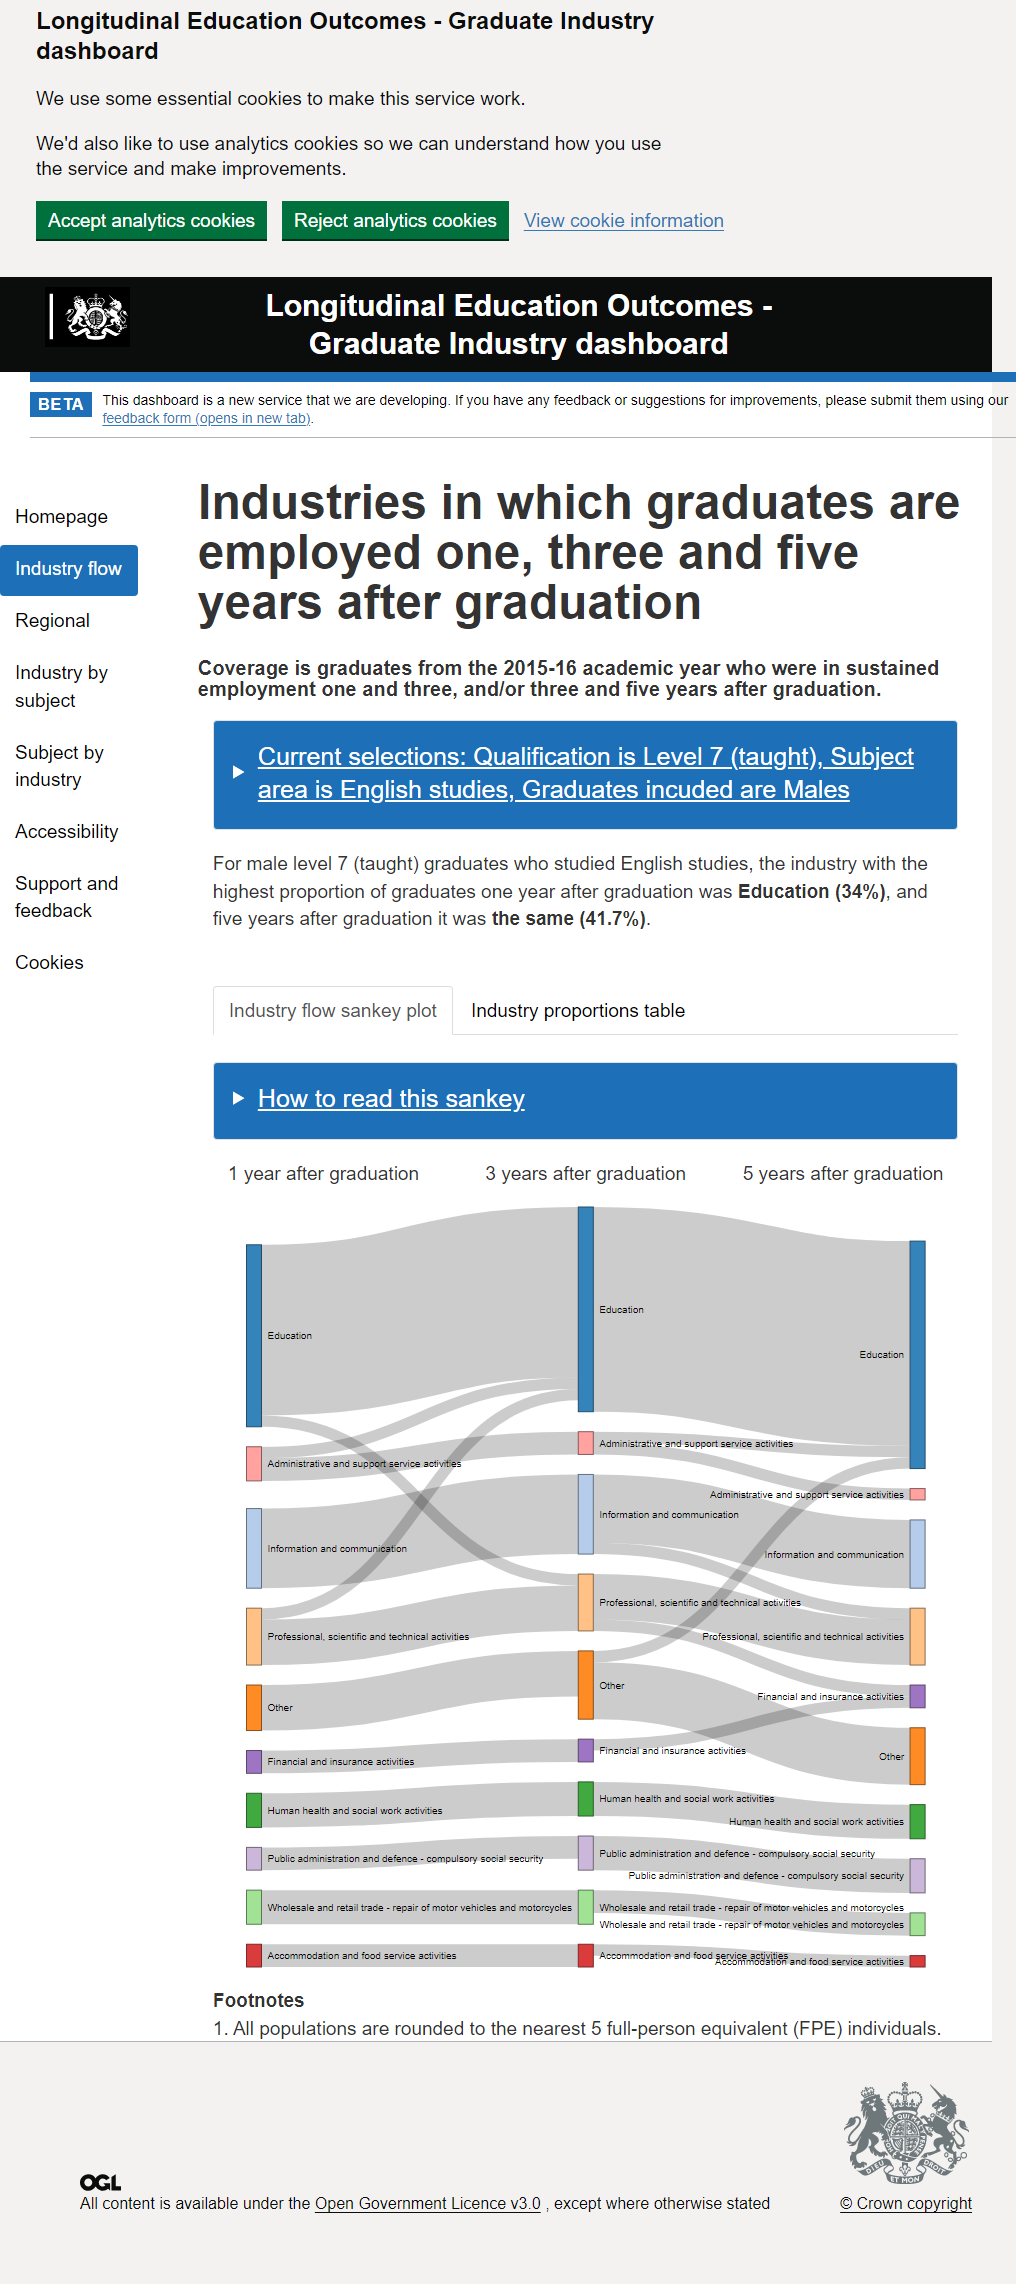 Longitudinal Education Outcomes - Graduate Industry
dashboard
We use some essential cookies to make this service work.
We'd also like to use analytics cookies so we can understand how you use
the service and make improvements.
Accept analytics cookies Reject analytics cookies View cookie information
Longitudinal Education Outcomes -
Graduate Industry dashboard
BETA This dashboard is a new service that we are developing. If you have any feedback or suggestions for improvements, please submit them using our
feedback form (opens in new tab).
Homepage
Industry flow
Regional
Industry by
subject
Subject by
industry
Accessibility
Support and
feedback
Cookies
Industries in which graduates are
employed one, three and five
years after graduation
Coverage is graduates from the 2015-16 academic year who were in sustained
employment one and three, and/or three and five years after graduation.
Current selections: Qualification is Level 7 (taught), Subject
area is English studies, Graduates incuded are Males
For male level 7 (taught) graduates who studied English studies, the industry with the
highest proportion of graduates one year after graduation was Education (34%), and
five years after graduation it was the same (41.7%).
Industry flow sankey plot Industry proportions table
How to read this sankey
1 year after graduation 3 years after graduation 5 years after graduation
Education
Administrative and support service activities
Information and communication
Professional, scientific and technical activities
Other
Financial and insurance activities
Human health and social work activities
Public administration and defence - compulsory social security
Wholesale and retail trade - repair of motor vehicles and motorcycles
Accommodation and food service activities
Education
Administrative and support service activities
Information and communication
Professional, scientific and technical activities
Other
Financial and insurance activities
Human health and social work activities
Public administration and defence - compulsory social security
Wholesale and retail trade - repair of motor vehicles and motorcycles
Accommodation and food service activities
Education
Administrative and support service activities
Information and communication
Professional, scientific and technical activities
Financial and insurance activities
Other
Human health and social work activities
Public administration and defence - compulsory social security
Wholesale and retail trade - repair of motor vehicles and motorcycles
Accommodation and food service activities
Footnotes
1. All populations are rounded to the nearest 5 full-person equivalent (FPE) individuals.
OGL
All content is available under the Open Government Licence v3.0 , except where otherwise stated
© Crown copyright
DIEU ET MON DROIT